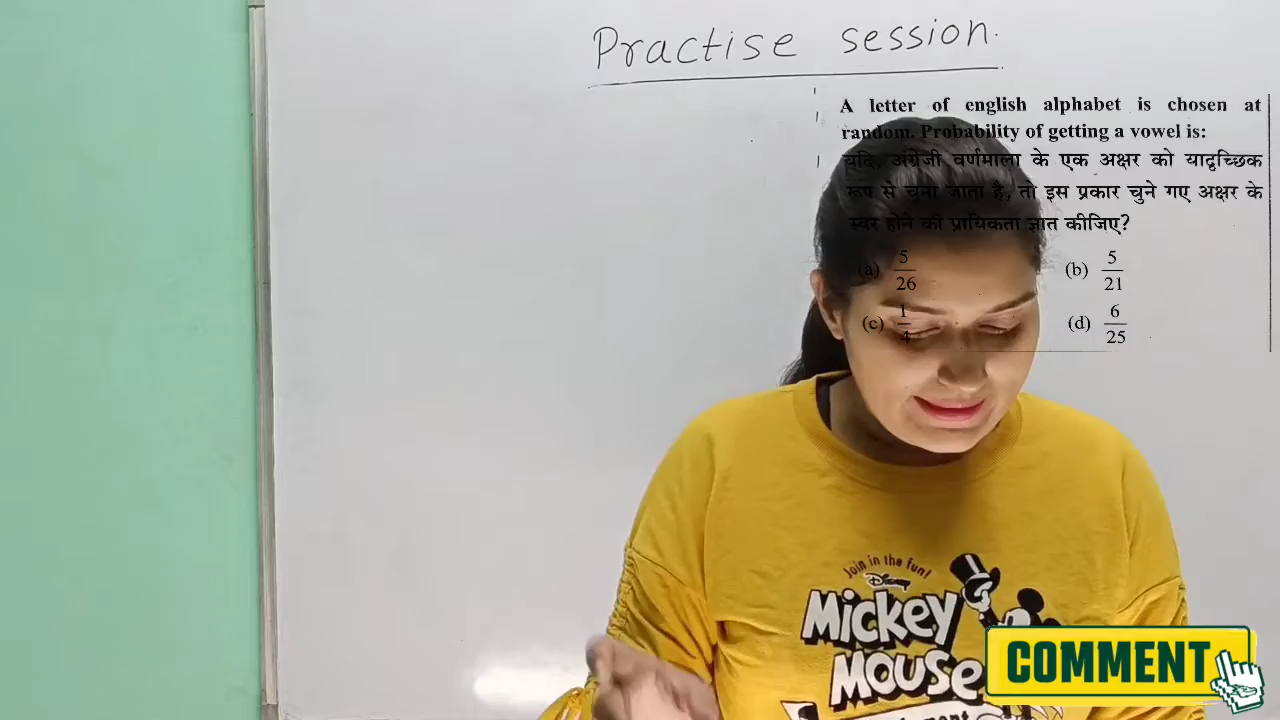 Practise session.
A letter of english alphabet is chosen at
random. Probability of getting a vowel is:
यदि, अंग्रेजी वर्णमाला के एक अक्षर को यादृच्छिक
रूप से चुना जाता है, तो इस प्रकार चुने गए अक्षर के
स्वर होने की प्रायिकता ज्ञात कीजिए?
(a) 5/26 (b) 5/21
(c) 1/4 (d) 6/25
Join in the fun!
Disney
Mickey
Mouse
COMMENT